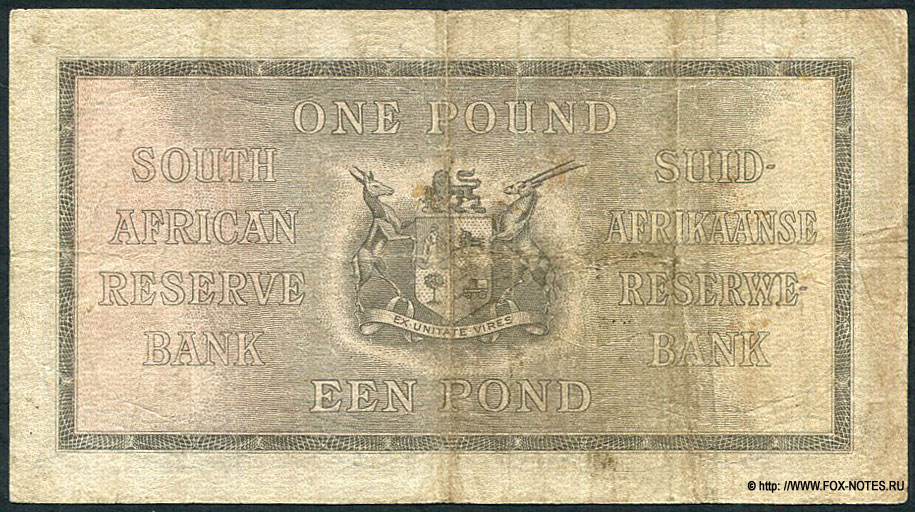 ONE POUND
SOUTH
AFRICAN
RESERVE
BANK
SUID-
AFRIKAANSE
RESERWE-
BANK
EX·UNITATE VIRES
EEN POND
© http: //www.FOX-NOTES.RU